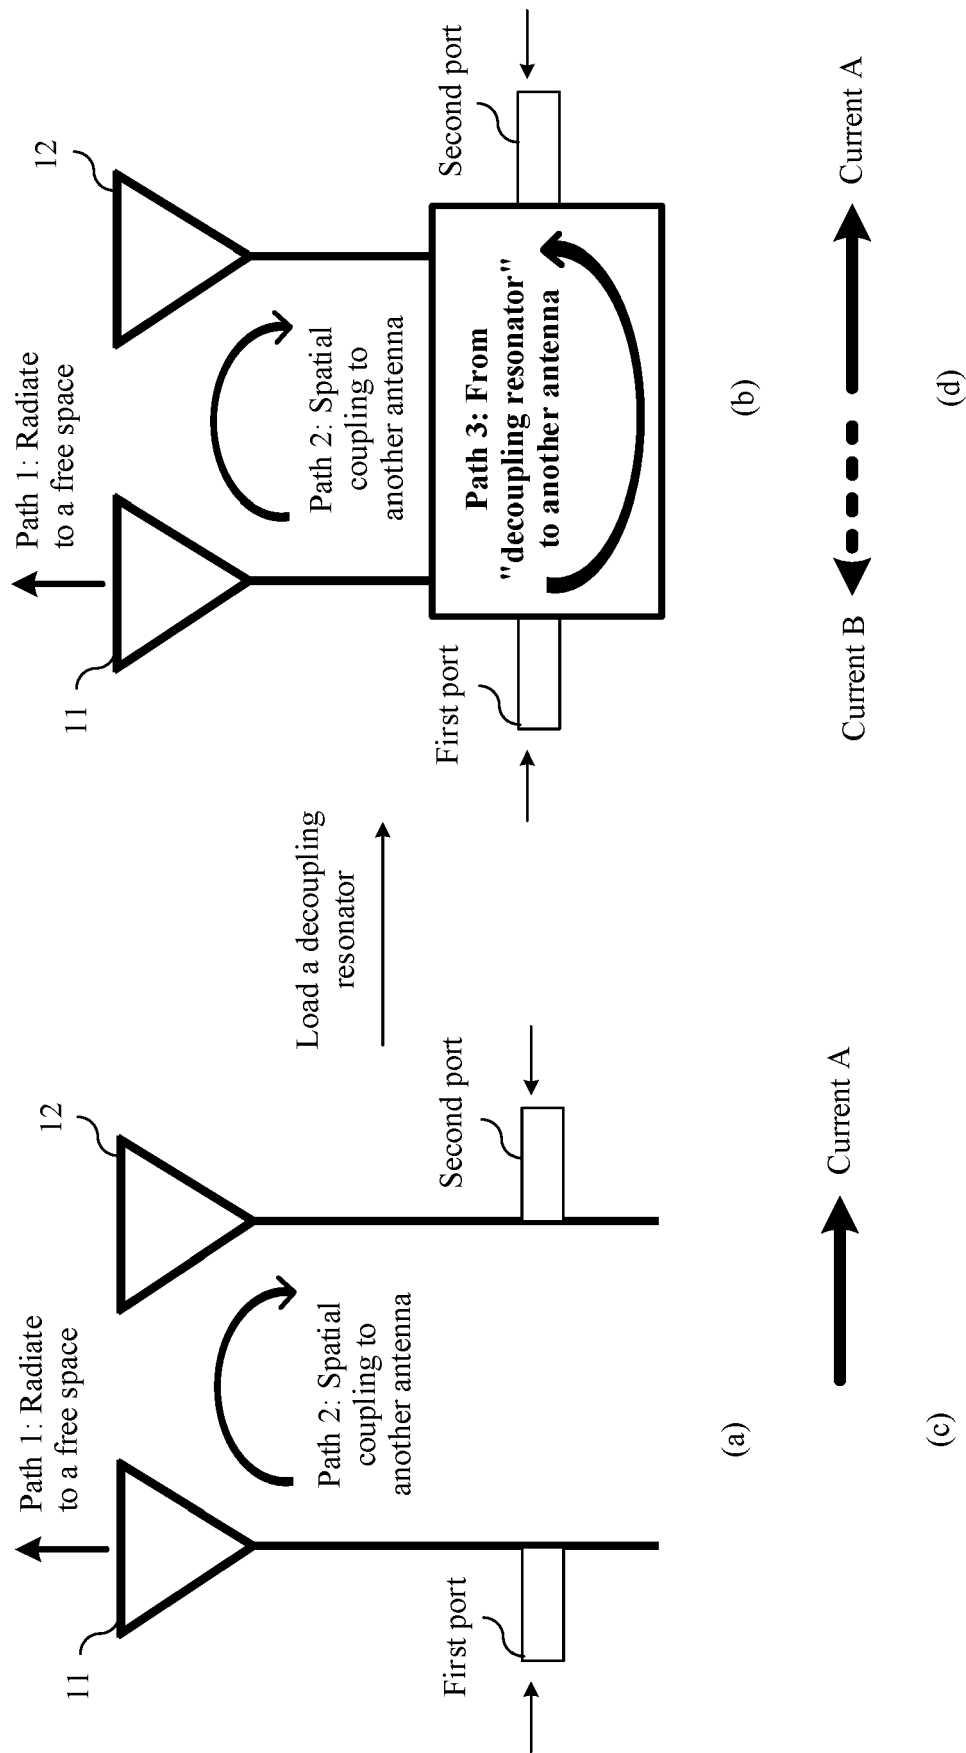 Path 1: Radiate
to a free space
11
12
Path 2: Spatial
coupling to
another antenna
First port
Second port
(a)
Load a decoupling
resonator
Path 1: Radiate
to a free space
11
12
Path 2: Spatial
coupling to
another antenna
First port
Second port
Path 3: From
"decoupling resonator"
to another antenna
(b)
Current A
(c)
Current B
Current A
(d)